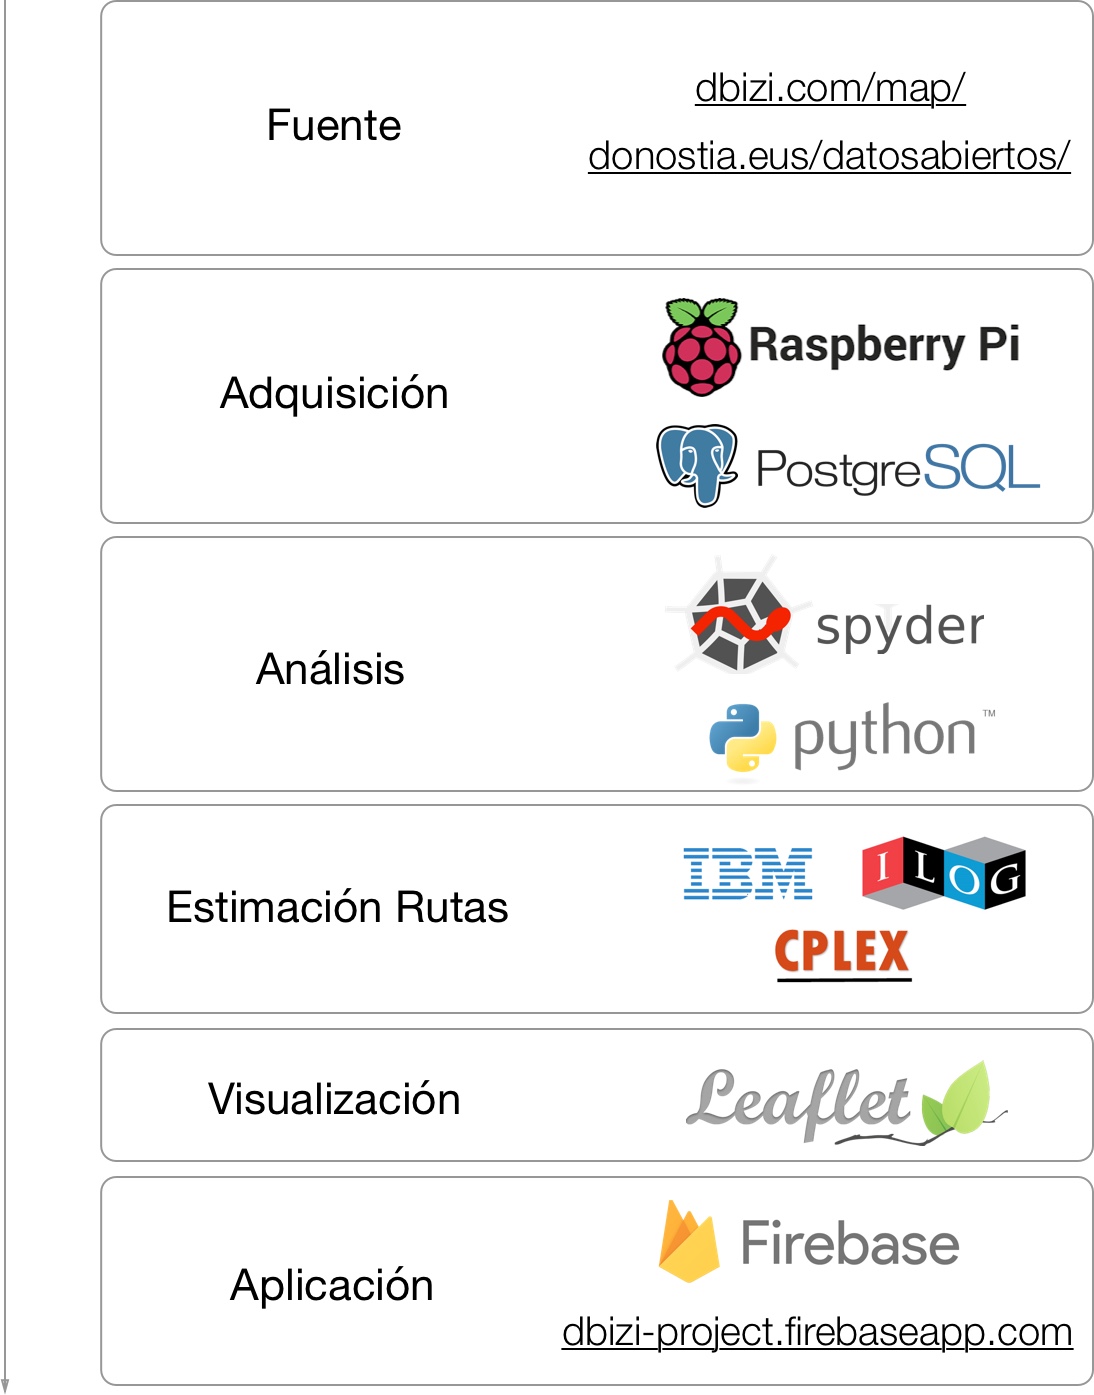 Fuente
dbizi.com/map/
donostia.eus/datosabiertos/
Adquisición
Raspberry Pi
PostgreSQL
Análisis
spyder
python™
Estimación Rutas
IBM ILOG
CPLEX
Visualización
Leaflet
Aplicación
Firebase
dbizi-project.firebaseapp.com